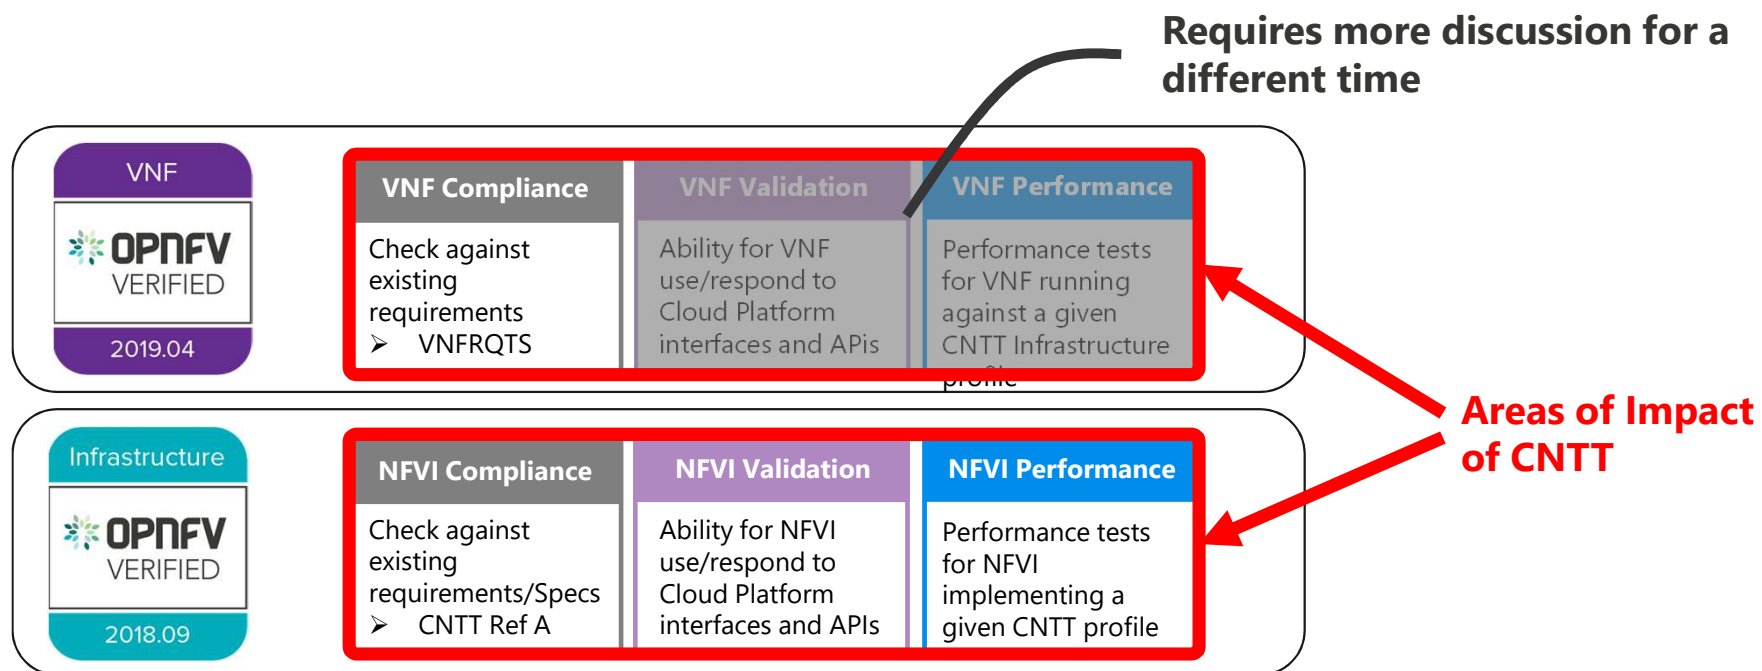 Requires more discussion for a
different time
VNF
OPNFV
VERIFIED
2019.04
VNF Compliance
Check against
existing
requirements
➢ VNFRQTS
VNF Validation
Ability for VNF
use/respond to
Cloud Platform
interfaces and APis
VNF Performance
Performance tests
for VNF running
against a given
CNTT Infrastructure
profile
Areas of Impact
of CNTT
Infrastructure
OPNFV
VERIFIED
2018.09
NFVI Compliance
Check against
existing
requirements/Specs
➢ CNTT Ref A
NFVI Validation
Ability for NFVI
use/respond to
Cloud Platform
interfaces and APIs
NFVI Performance
Performance tests
for NFVI
implementing a
given CNTT profile